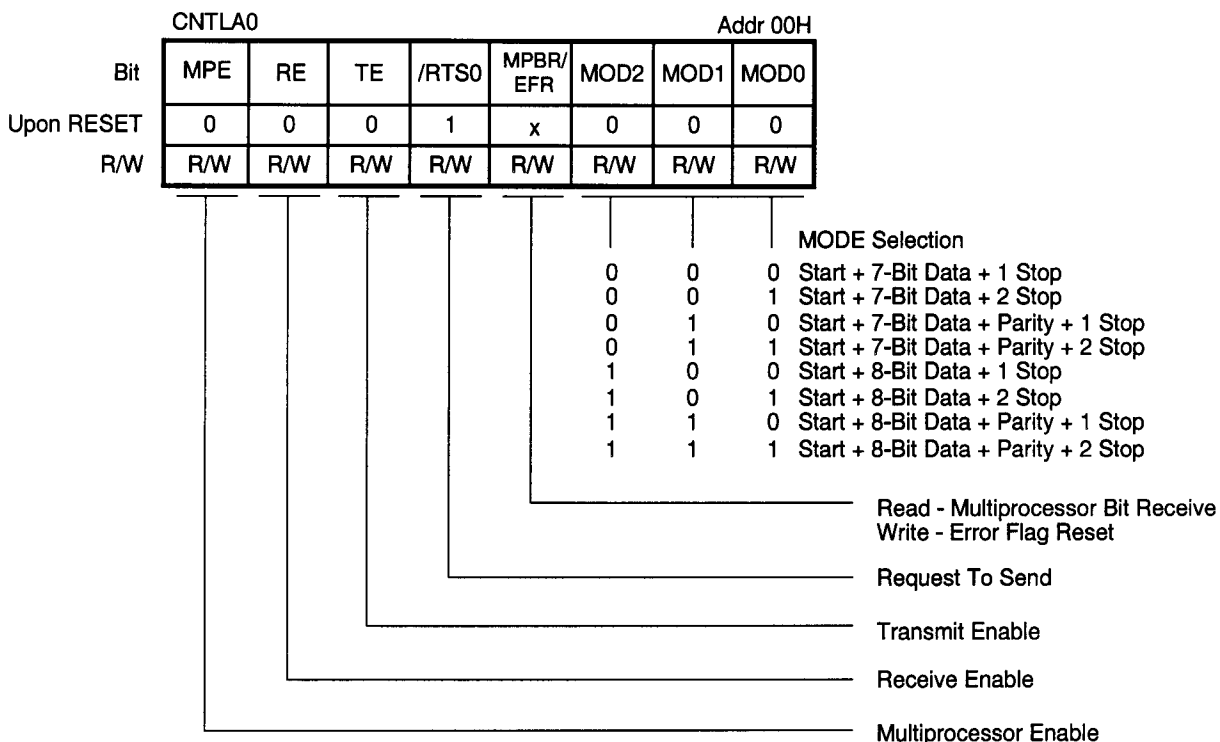 CNTLA0 Addr 00H
Bit MPE RE TE /RTS0 MPBR/ EFR MOD2 MOD1 MOD0
Upon RESET 0 0 0 1 x 0 0 0
R/W R/W R/W R/W R/W R/W R/W R/W R/W
MODE Selection
0 0 0 Start + 7-Bit Data + 1 Stop
0 0 1 Start + 7-Bit Data + 2 Stop
0 1 0 Start + 7-Bit Data + Parity + 1 Stop
0 1 1 Start + 7-Bit Data + Parity + 2 Stop
1 0 0 Start + 8-Bit Data + 1 Stop
1 0 1 Start + 8-Bit Data + 2 Stop
1 1 0 Start + 8-Bit Data + Parity + 1 Stop
1 1 1 Start + 8-Bit Data + Parity + 2 Stop
Read - Multiprocessor Bit Receive
Write - Error Flag Reset
Request To Send
Transmit Enable
Receive Enable
Multiprocessor Enable